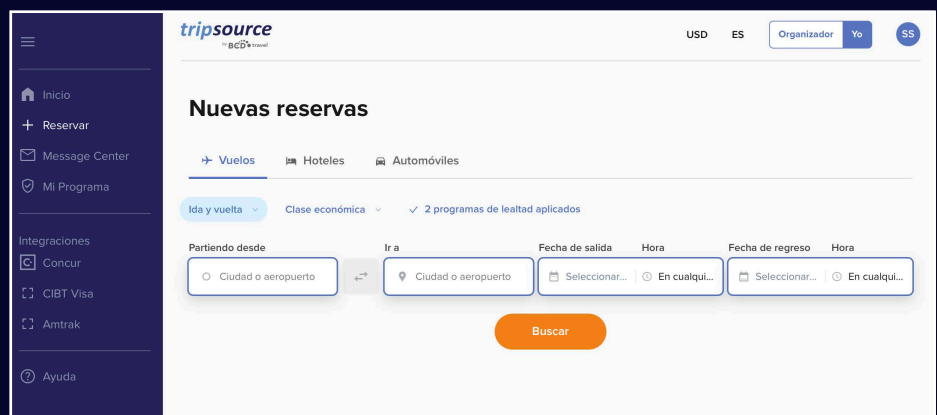 tripsource
by BCD travel
USD ES Organizador Yo SS
Inicio
Reservar
Message Center
Mi Programa
Integraciones
Concur
CIBT Visa
Amtrak
Ayuda
Nuevas reservas
Vuelos Hoteles Automóviles
Ida y vuelta Clase económica 2 programas de lealtad aplicados
Partiendo desde Ir a Fecha de salida Hora Fecha de regreso Hora
Ciudad o aeropuerto Ciudad o aeropuerto Seleccionar... En cualqui... Seleccionar... En cualqui...
Buscar